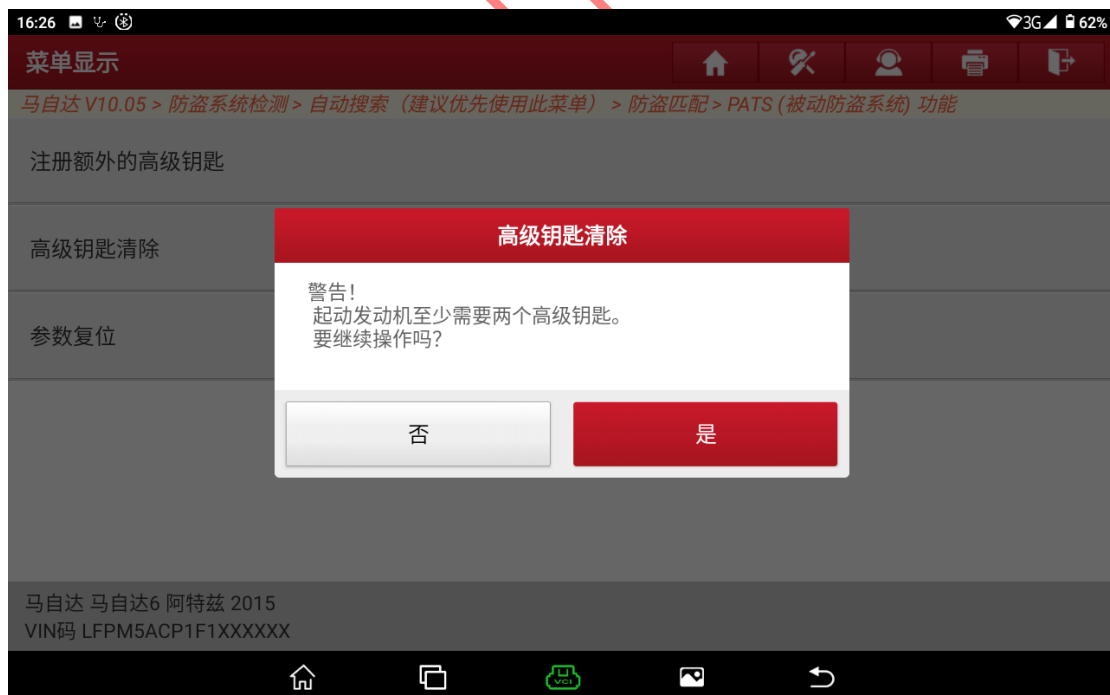 16:26 3G 62%
菜单显示
马自达 V10.05 > 防盗系统检测 > 自动搜索（建议优先使用此菜单） > 防盗匹配 > PATS (被动防盗系统) 功能
注册额外的高级钥匙
高级钥匙清除
高级钥匙清除
警告！
起动发动机至少需要两个高级钥匙。
要继续操作吗？
参数复位
否 是
马自达 马自达6 阿特兹 2015
VIN码 LFPM5ACP1F1XXXXXX
VCI